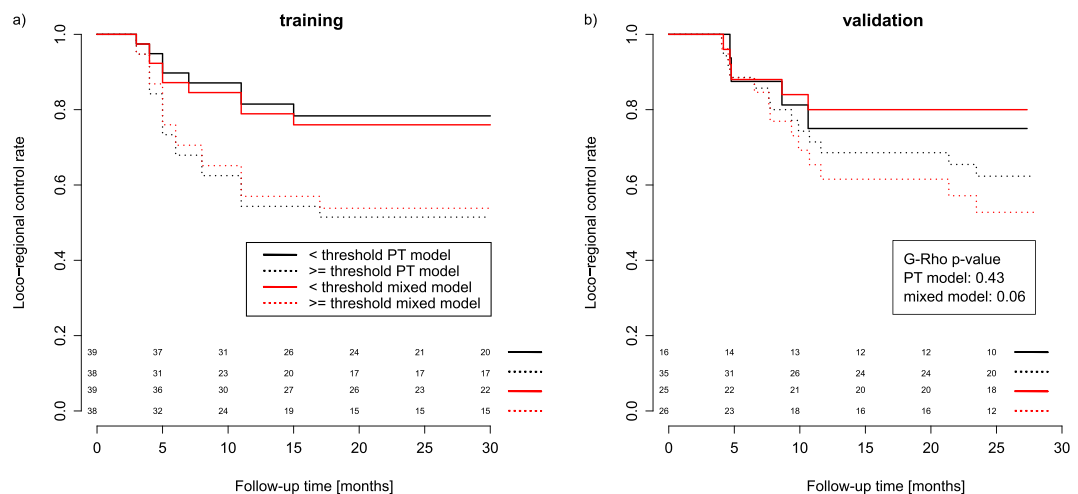 a)
training
Loco−regional control rate
1.0
0.8
0.6
0.4
0.2
0.0
< threshold PT model
>= threshold PT model
< threshold mixed model
>= threshold mixed model
39 37 31 26 24 21 20
38 31 23 20 17 17 17
39 36 30 27 26 23 22
38 32 24 19 15 15 15
0 5 10 15 20 25 30
Follow-up time [months]
b)
validation
Loco−regional control rate
1.0
0.8
0.6
0.4
0.2
0.0
G-Rho p-value
PT model: 0.43
mixed model: 0.06
16 14 13 12 12 10
35 31 26 24 24 20
25 22 21 20 20 18
26 23 18 16 16 12
0 5 10 15 20 25 30
Follow-up time [months]